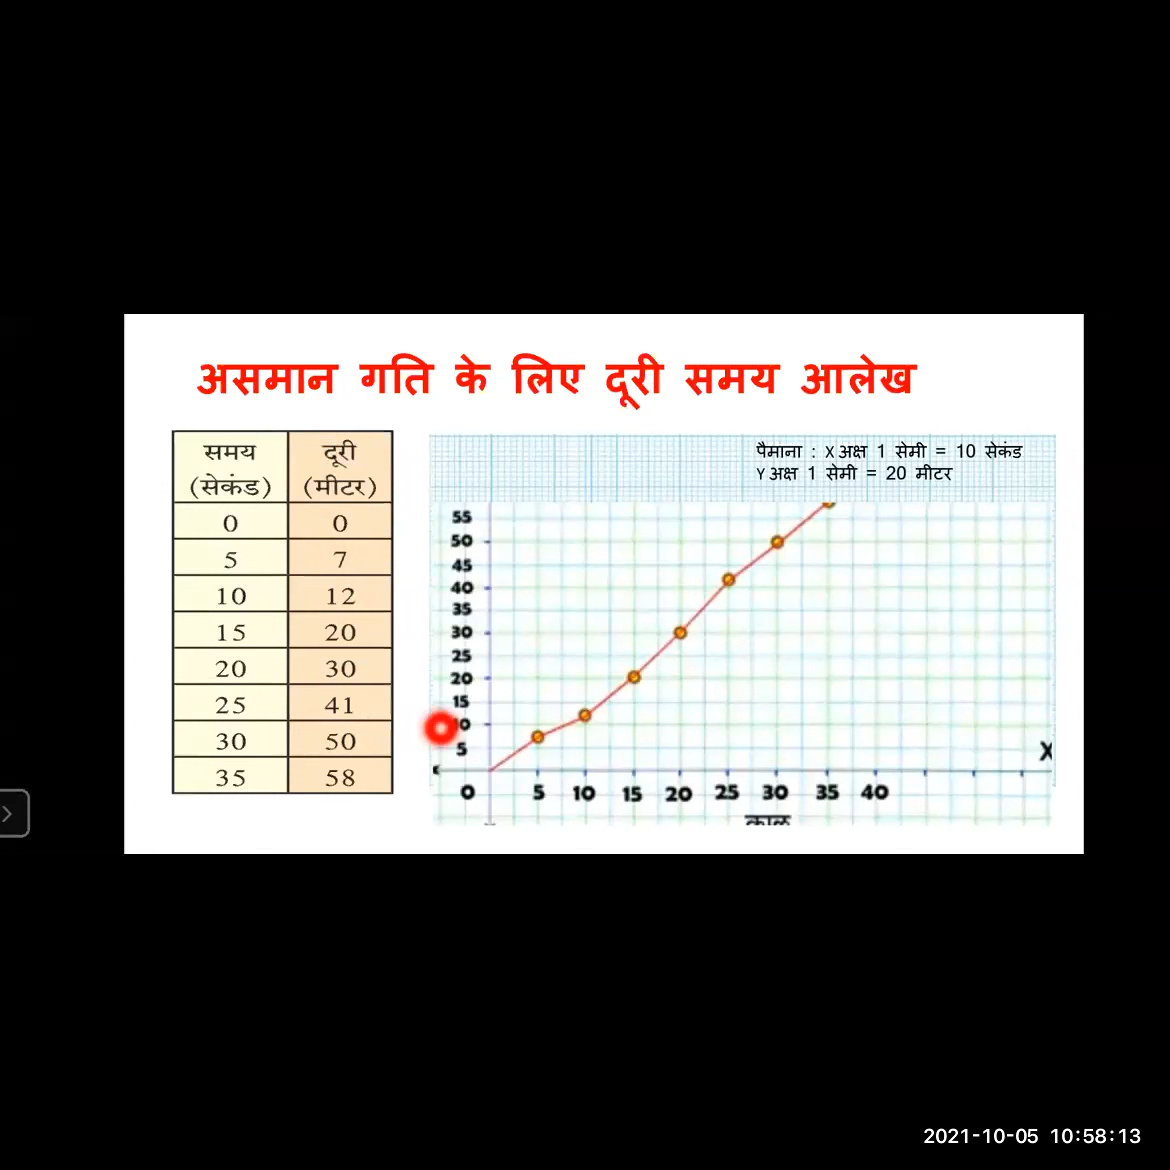 असमान गति के लिए दूरी समय आलेख
समय दूरी
(सेकंड) (मीटर)
0 0
5 7
10 12
15 20
20 30
25 41
30 50
35 58
पैमाना : X अक्ष 1 सेमी = 10 सेकंड
Y अक्ष 1 सेमी = 20 मीटर
55
50
45
40
35
30
25
20
15
5
X
0 5 10 15 20 25 30 35 40
काळ
2021-10-05 10:58:13